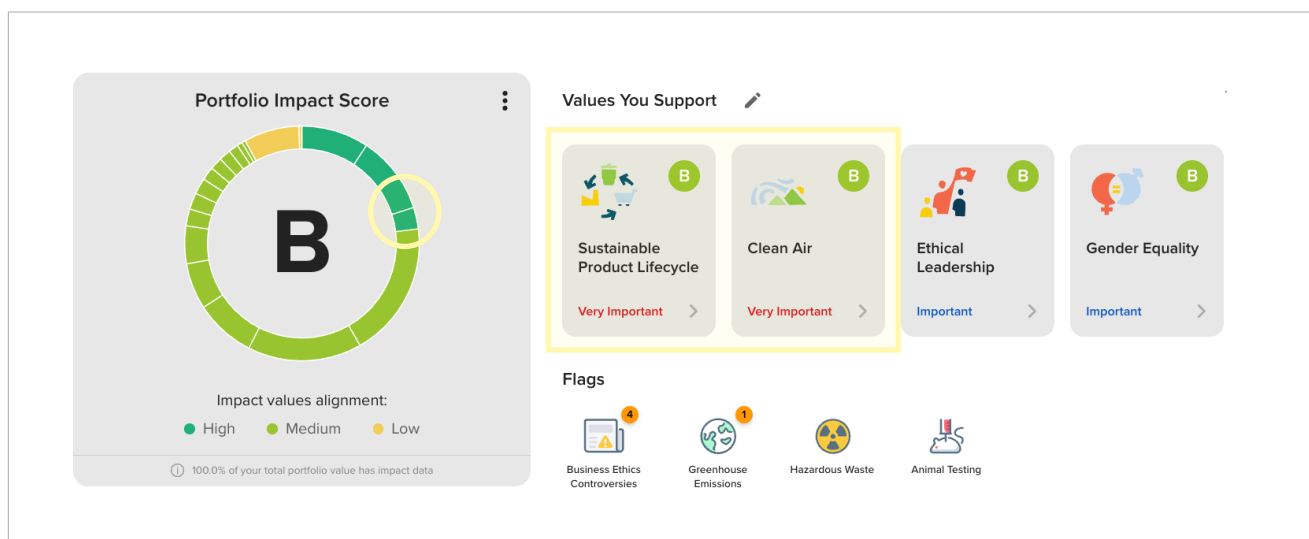 Portfolio Impact Score
B
Impact values alignment:
High
Medium
Low
100.0% of your total portfolio value has impact data
Values You Support
B
Sustainable
Product Lifecycle
Very Important
B
Clean Air
Very Important
B
Ethical
Leadership
Important
B
Gender Equality
Important
Flags
4
Business Ethics
Controversies
1
Greenhouse
Emissions
Hazardous Waste
Animal Testing